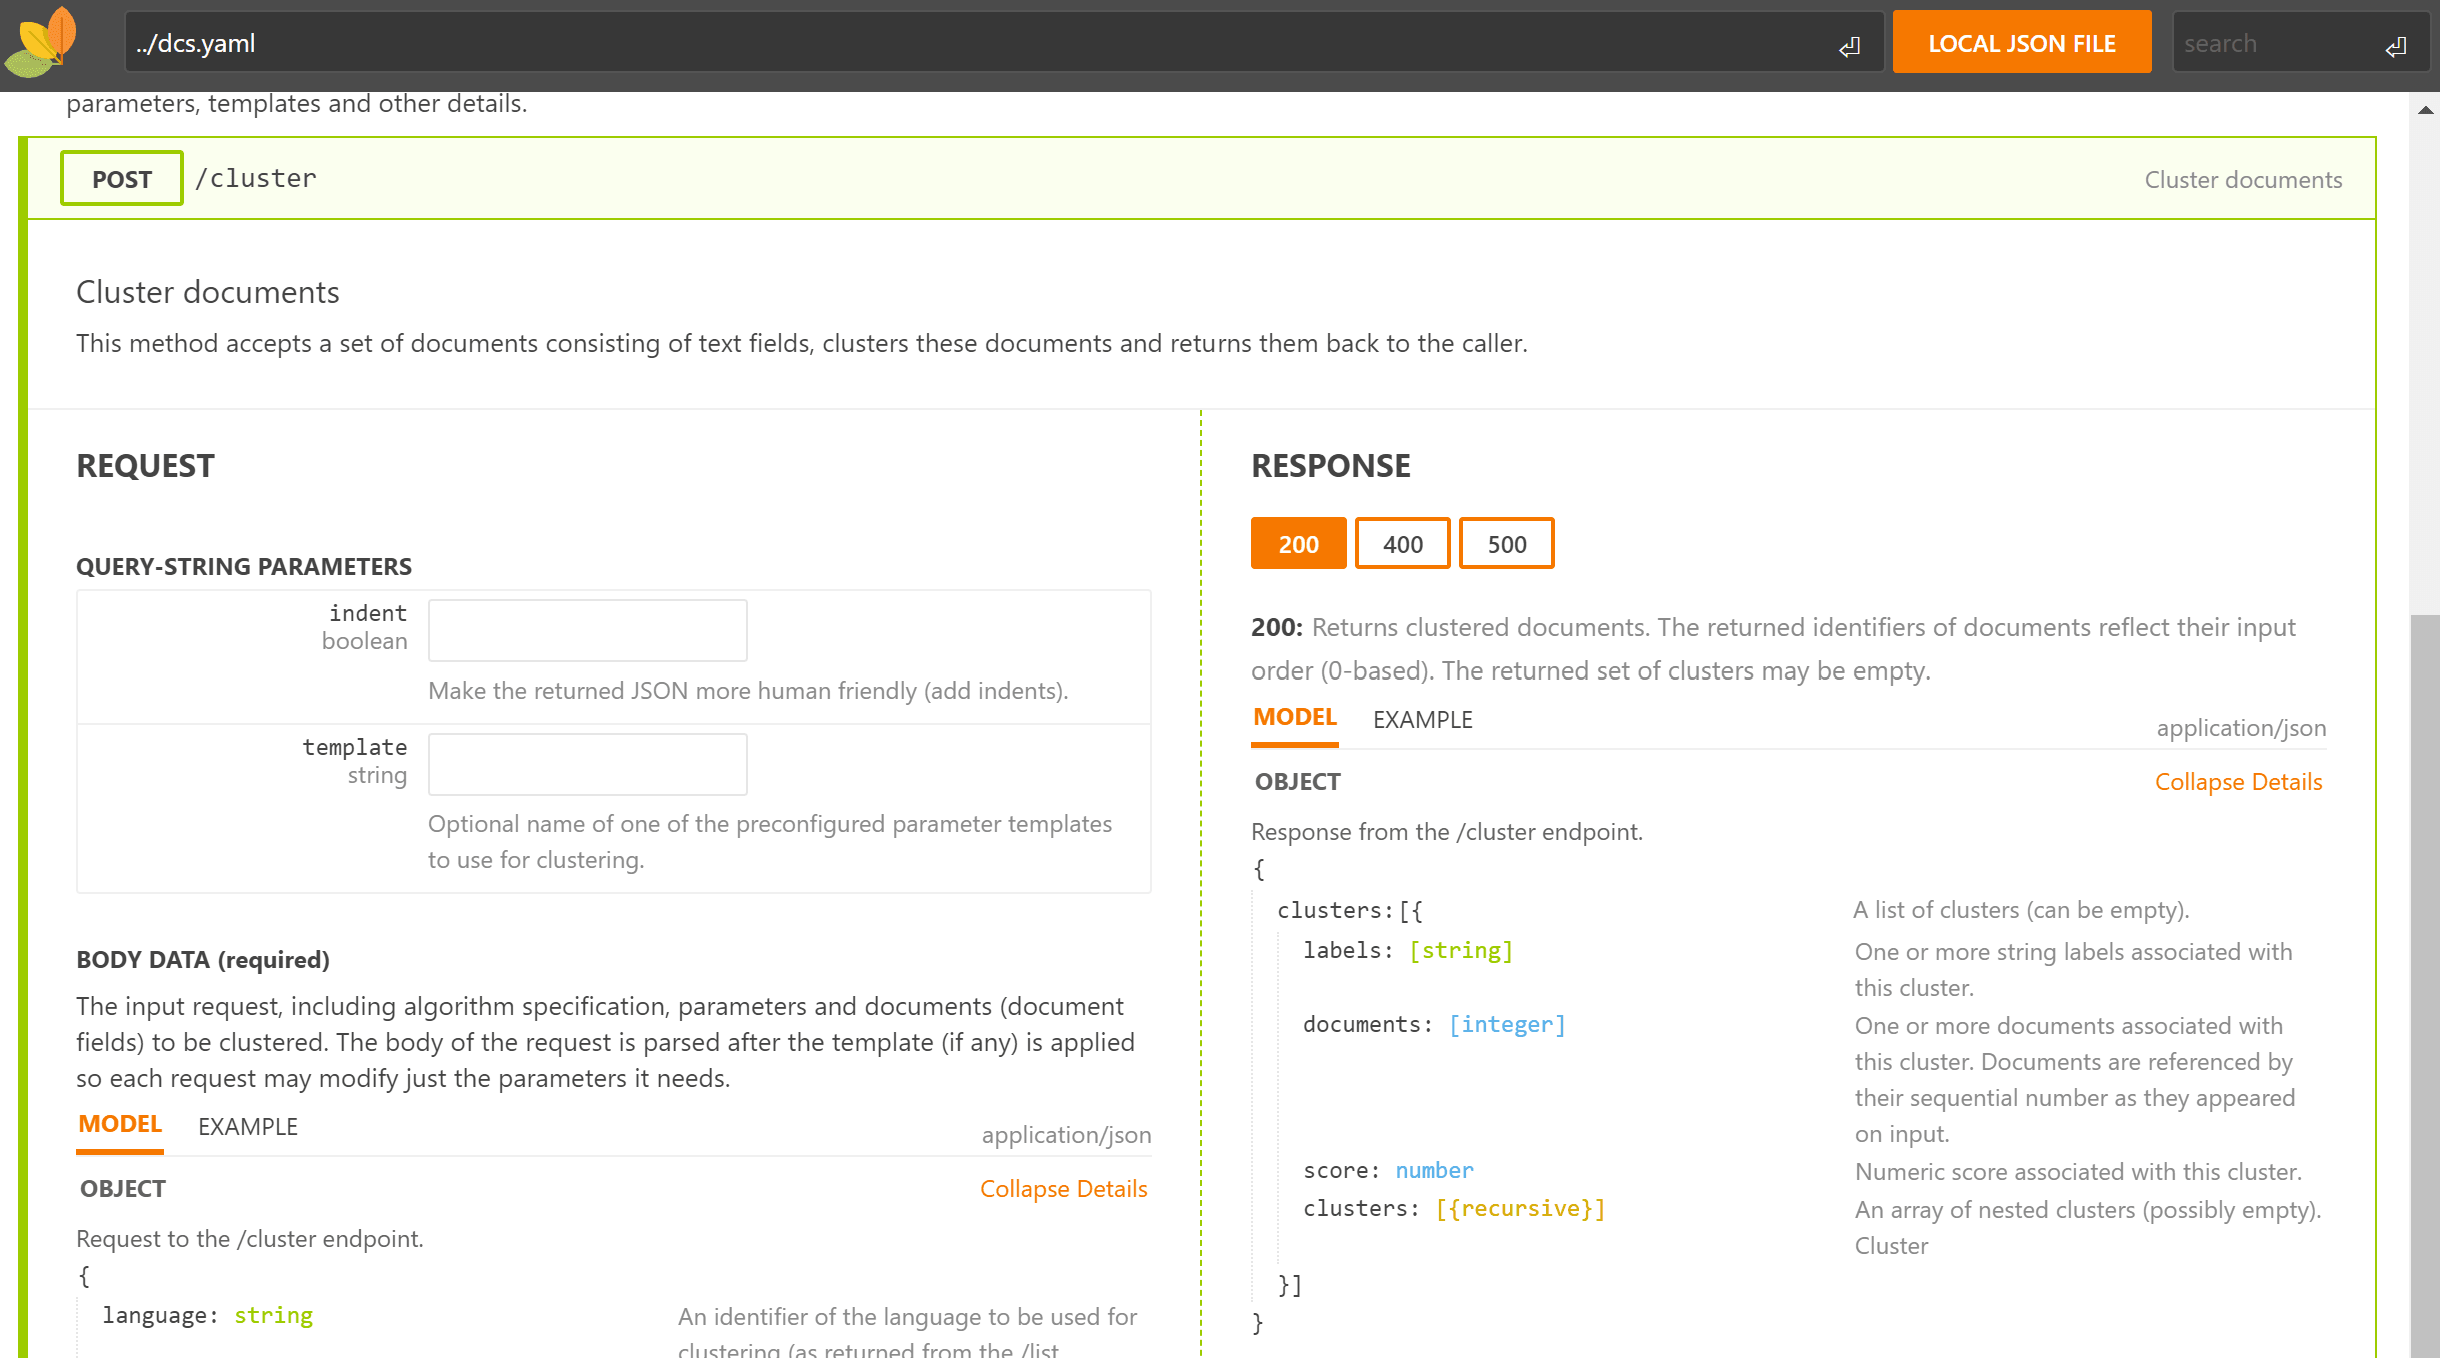 ../dcs.yaml
LOCAL JSON FILE
search
parameters, templates and other details.
POST /cluster
Cluster documents
Cluster documents
This method accepts a set of documents consisting of text fields, clusters these documents and returns them back to the caller.
REQUEST
QUERY-STRING PARAMETERS
indent
boolean
Make the returned JSON more human friendly (add indents).
template
string
Optional name of one of the preconfigured parameter templates
to use for clustering.
BODY DATA (required)
The input request, including algorithm specification, parameters and documents (document
fields) to be clustered. The body of the request is parsed after the template (if any) is applied
so each request may modify just the parameters it needs.
MODEL EXAMPLE
application/json
OBJECT
Collapse Details
Request to the /cluster endpoint.
{
language: string
An identifier of the language to be used for
clustering (as returned from the /list
RESPONSE
200 400 500
200: Returns clustered documents. The returned identifiers of documents reflect their input
order (0-based). The returned set of clusters may be empty.
MODEL EXAMPLE
application/json
OBJECT
Collapse Details
Response from the /cluster endpoint.
{
clusters:[{
A list of clusters (can be empty).
labels: [string]
One or more string labels associated with
this cluster.
documents: [integer]
One or more documents associated with
this cluster. Documents are referenced by
their sequential number as they appeared
on input.
score: number
Numeric score associated with this cluster.
clusters: [{recursive}]
An array of nested clusters (possibly empty).
Cluster
}]
}